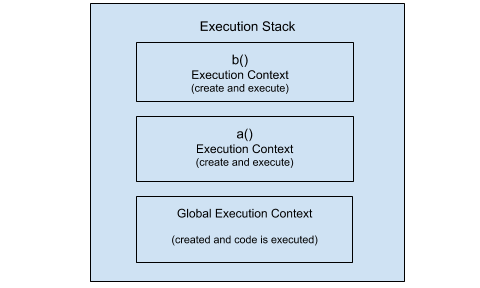 Execution Stack
b()
Execution Context
(create and execute)
a()
Execution Context
(create and execute)
Global Execution Context
(created and code is executed)